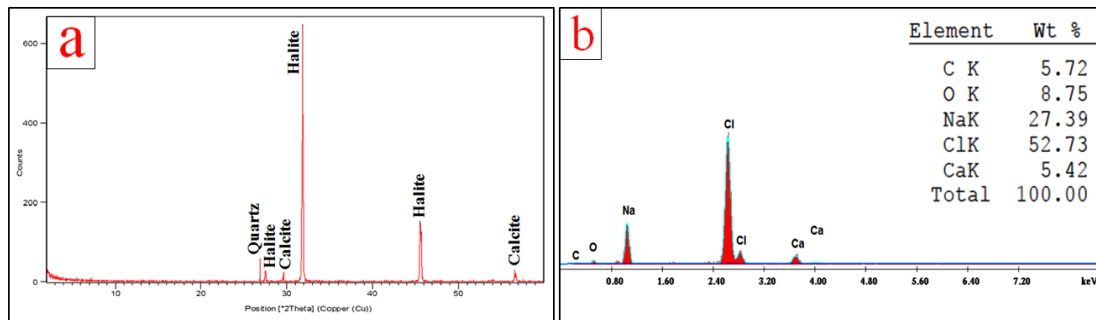 a
600
400
200
0
Counts
Quartz
Halite
Calcite
Halite
Halite
Calcite
10
20
30
40
50
Position [°2Theta] (Copper (Cu))
b
Element Wt %
C K 5.72
O K 8.75
NaK 27.39
ClK 52.73
CaK 5.42
Total 100.00
C
O
Na
Cl
Cl
Ca
Ca
0.80 1.60 2.40 3.20 4.00 4.80 5.60 6.40 7.20 keV